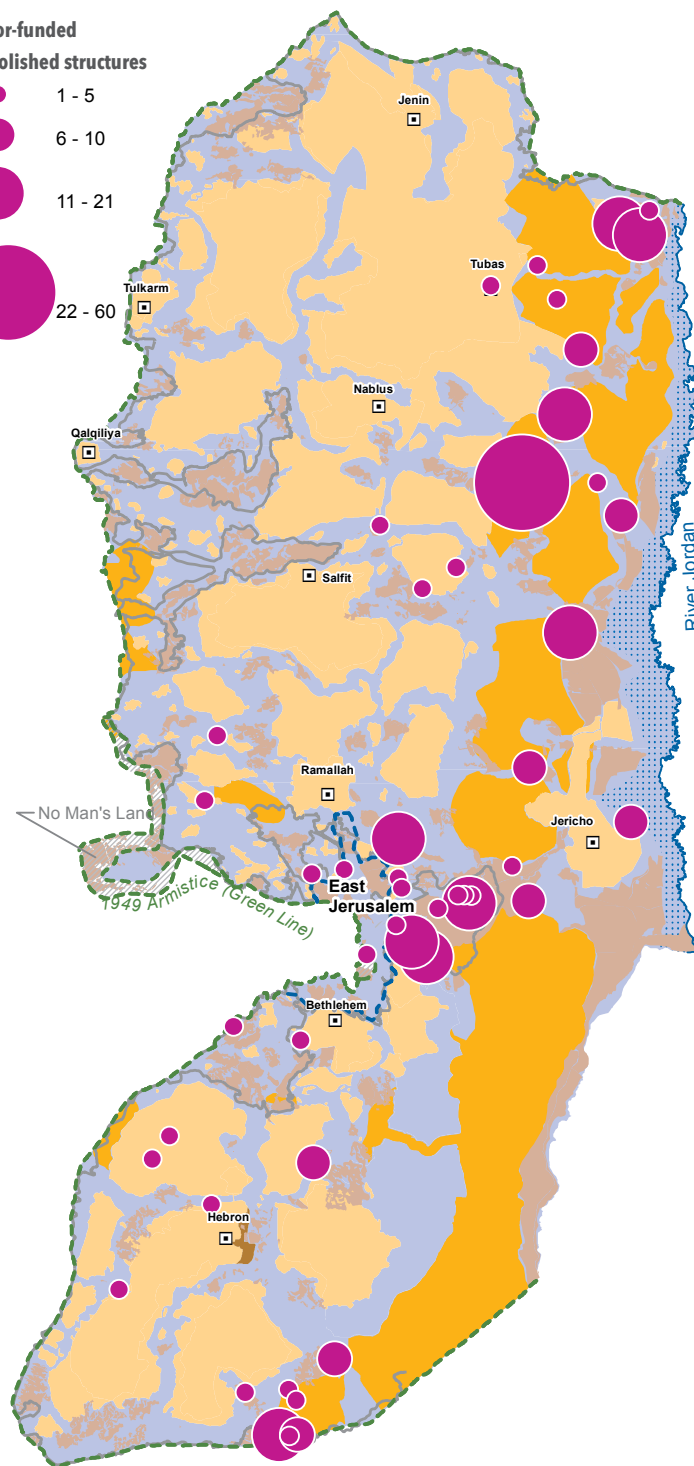 or-funded
olished structures
1 - 5
6 - 10
11 - 21
22 - 60
Jenin
Tubas
Tulkarm
Nablus
Qalqiliya
Salfit
River Jordan
Ramallah
No Man's Land
Jericho
East
Jerusalem
1949 Armistice (Green Line)
Bethlehem
Hebron